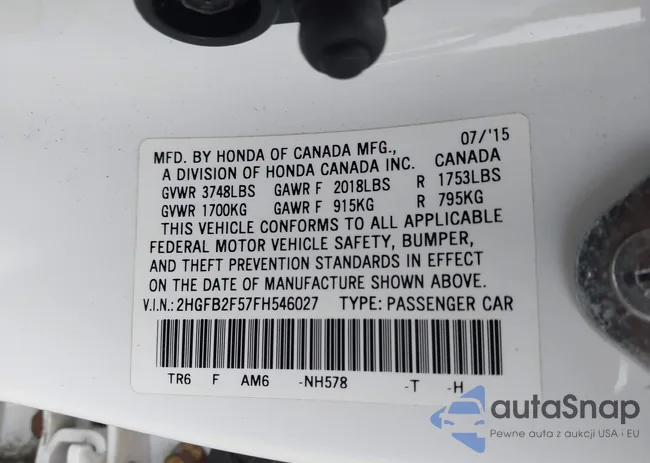 07/'15
MFD. BY HONDA OF CANADA MFG.,
A DIVISION OF HONDA CANADA INC. CANADA
GVWR 3748LBS GAWR F 2018LBS R 1753LBS
GVWR 1700KG GAWR F 915KG R 795KG
THIS VEHICLE CONFORMS TO ALL APPLICABLE
FEDERAL MOTOR VEHICLE SAFETY, BUMPER,
AND THEFT PREVENTION STANDARDS IN EFFECT
ON THE DATE OF MANUFACTURE SHOWN ABOVE.
V.I.N.: 2HGFB2F57FH546027 TYPE: PASSENGER CAR
TR6 F AM6 -NH578 -T -H
autaSnap
Pewne auta z aukcji USA i EU